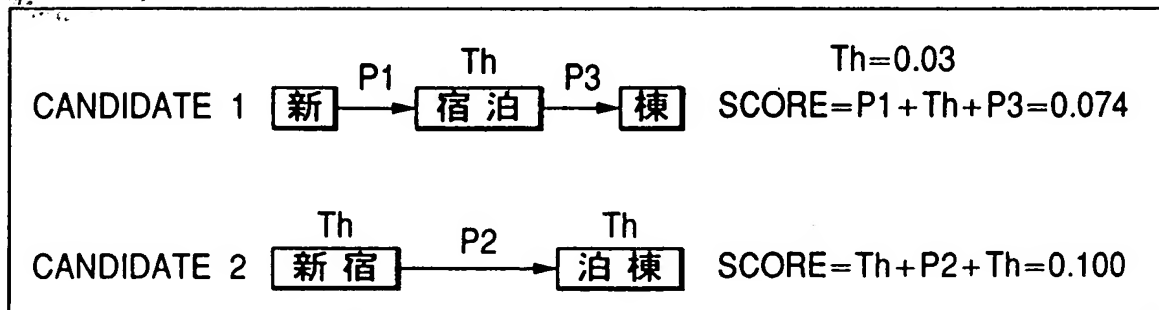 Th=0.03
P1 Th P3
CANDIDATE 1 新 宿泊 棟 SCORE=P1+Th+P3=0.074
Th P2 Th
CANDIDATE 2 新宿 泊棟 SCORE=Th+P2+Th=0.100